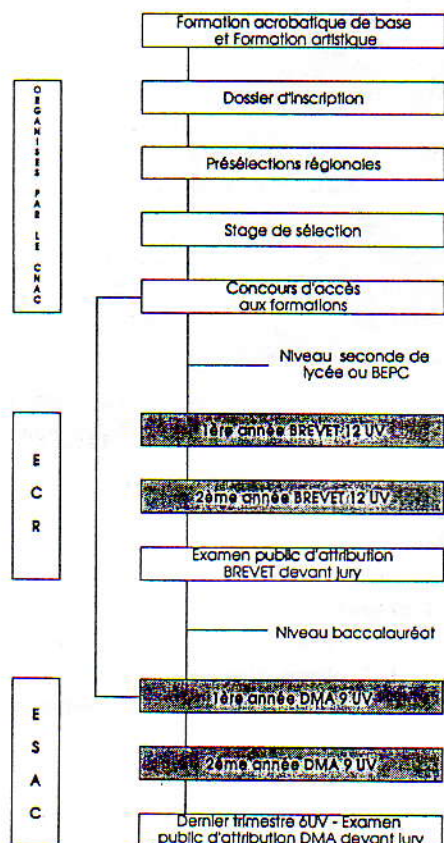 Formation acrobatique de base
et Formation artistique
ORGANISES PAR LE CNAC
Dossier d'inscription
Présélections régionales
Stage de sélection
Concours d'accès
aux formations
Niveau seconde de
lycée ou BEPC
ECR
1ère année BREVET 12 UV
2ème année BREVET 12 UV
Examen public d'attribution
BREVET devant jury
Niveau baccalauréat
ESAC
1ère année DMA 9 UV
2ème année DMA 9 UV
Dernier trimestre 6UV - Examen
public d'attribution DMA devant jury